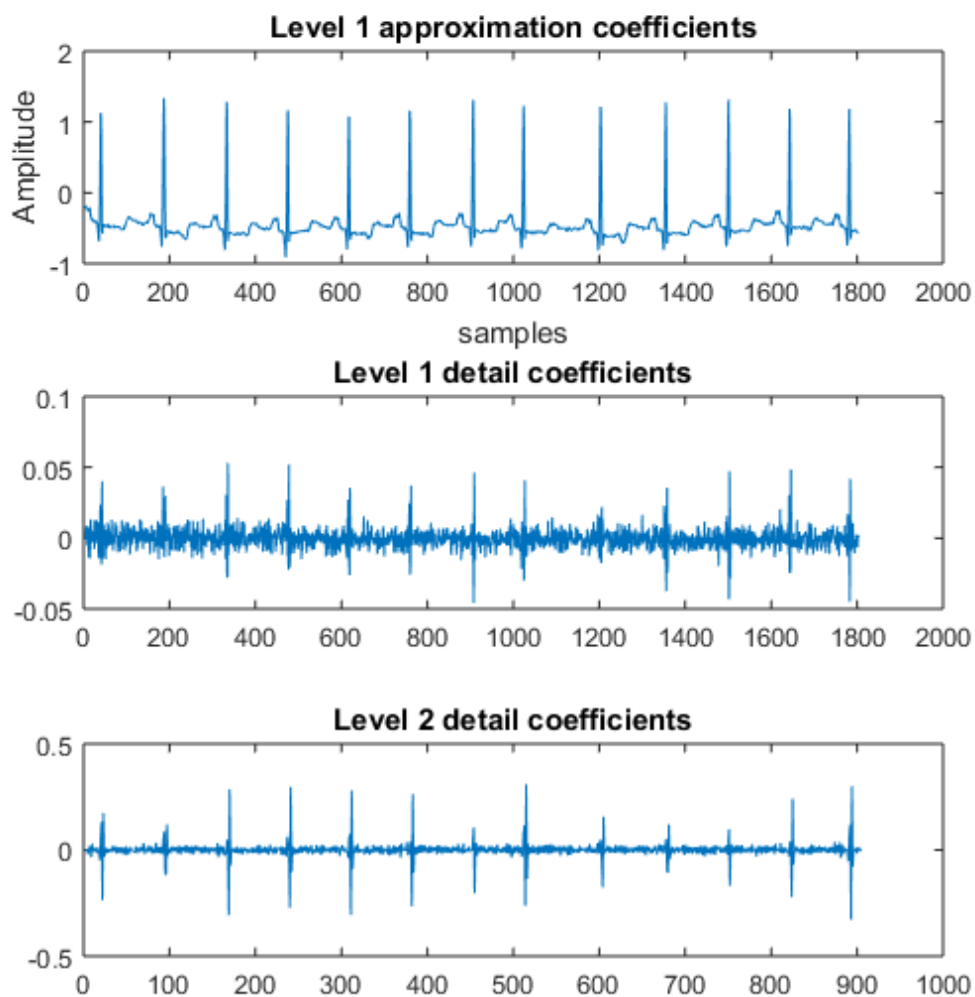 Level 1 approximation coefficients
2
1
0
-1
Amplitude
0 200 400 600 800 1000 1200 1400 1600 1800 2000
samples
Level 1 detail coefficients
0.1
0.05
0
-0.05
0 200 400 600 800 1000 1200 1400 1600 1800 2000
Level 2 detail coefficients
0.5
0
-0.5
0 100 200 300 400 500 600 700 800 900 1000